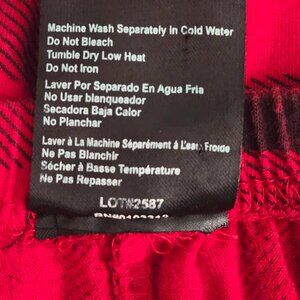 Machine Wash Separately In Cold Water
Do Not Bleach
Tumble Dry Low Heat
Do Not Iron
Lavar Por Separado En Agua Fria
No Usar blanqueador
Secadora Baja Calor
No Planchar
Laver à La Machine Séparément à L'eau Froide
Ne Pas Blanchir
Sécher à Basse Température
Ne Pas Repasser
LOT#2587